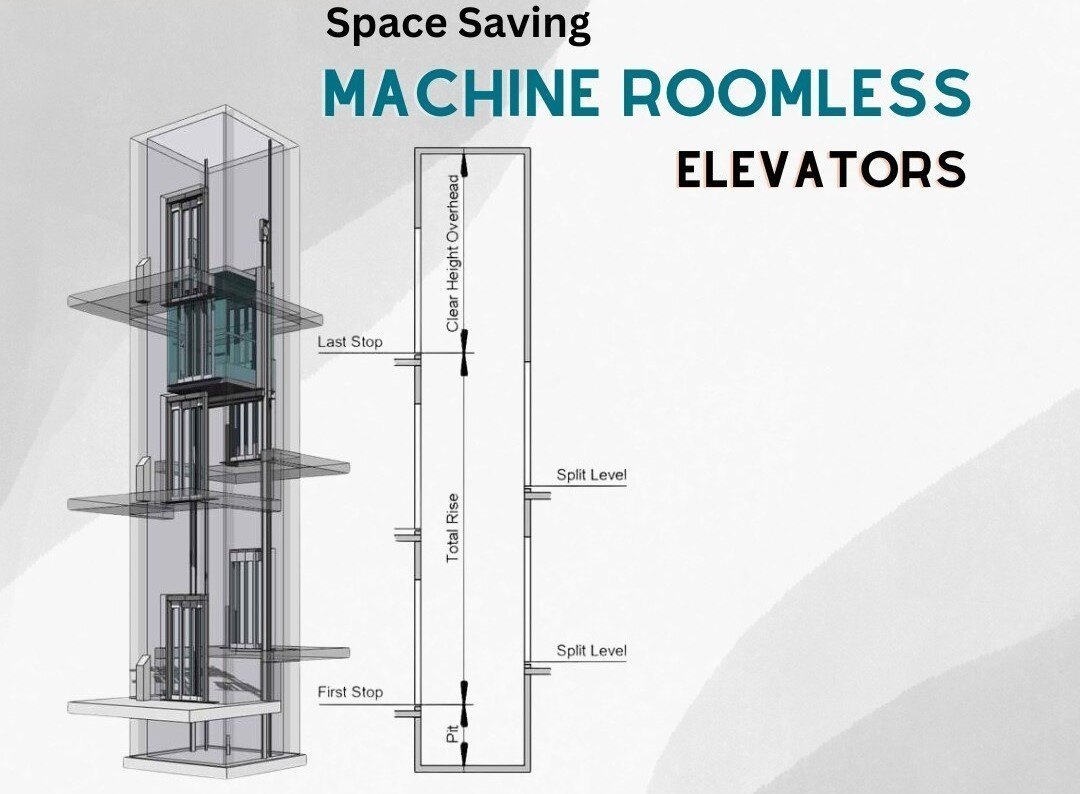 Space Saving
MACHINE ROOMLESS
ELEVATORS
Clear Height Overhead
Last Stop
Split Level
Total Rise
Split Level
First Stop
Pit